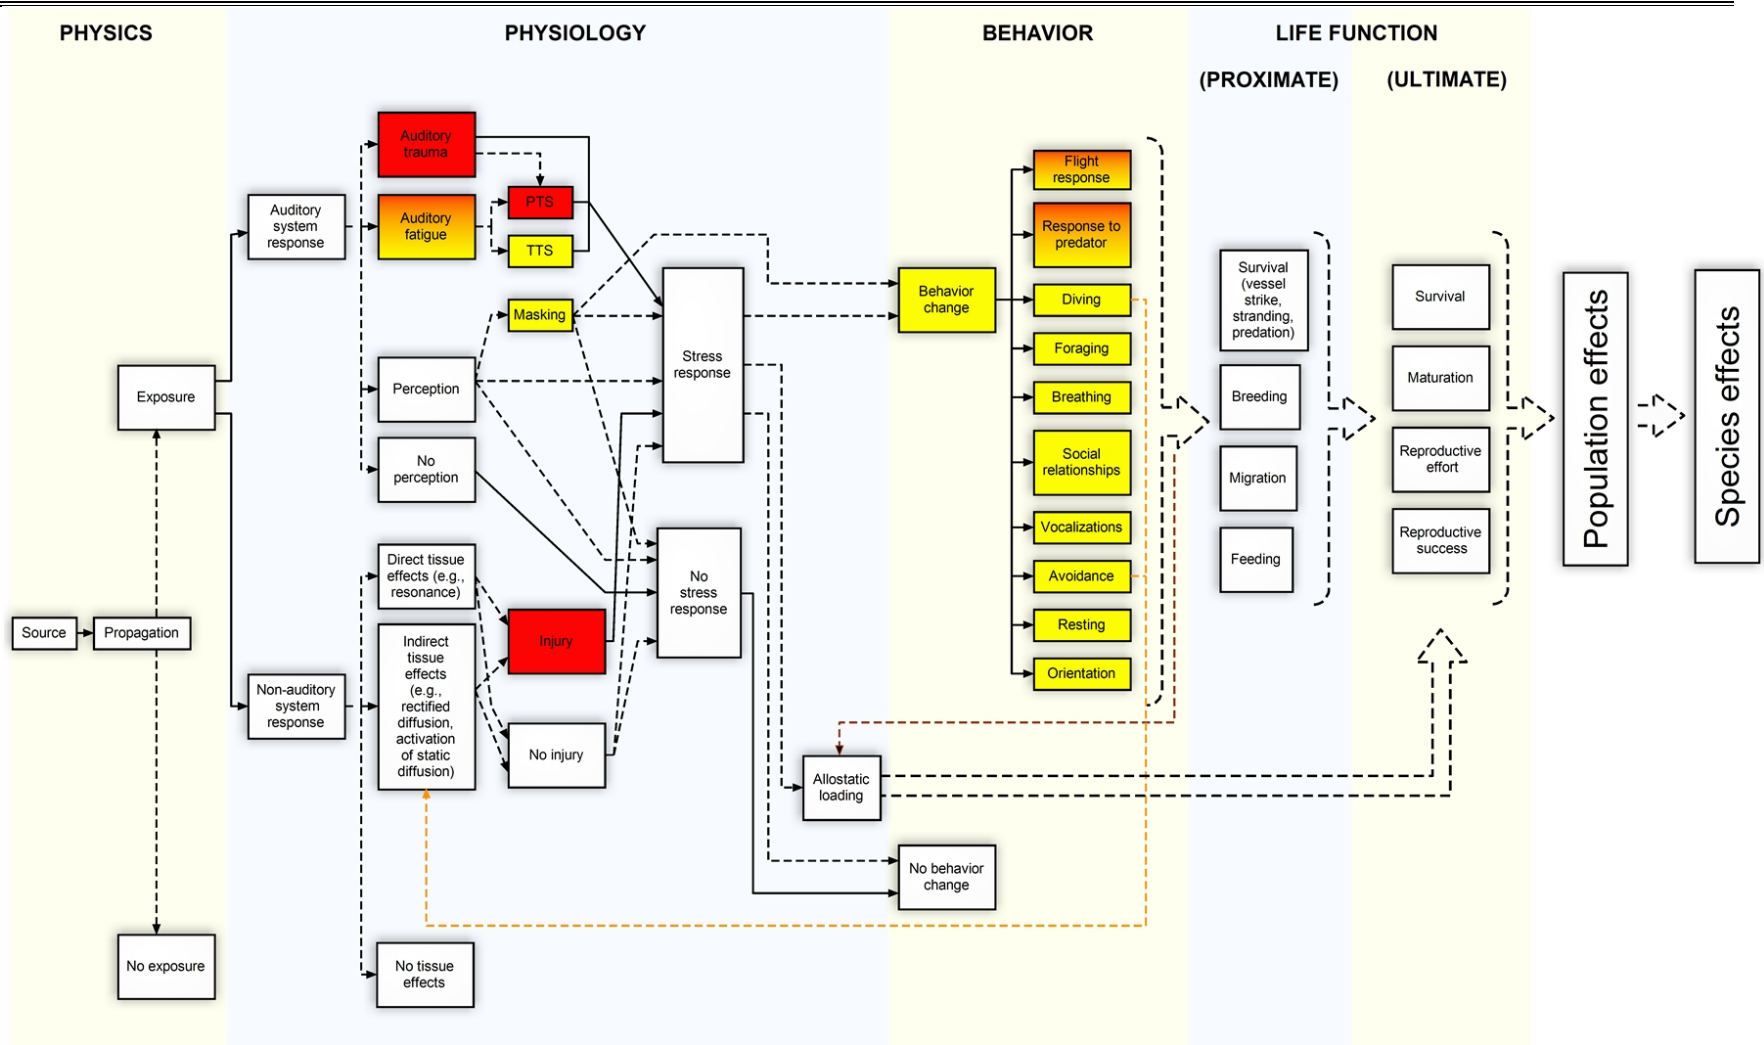 PHYSICS
PHYSIOLOGY
BEHAVIOR
LIFE FUNCTION
(PROXIMATE)
(ULTIMATE)
Source
Propagation
Exposure
No exposure
Auditory
system
response
Non-auditory
system
response
Auditory
trauma
Auditory
fatigue
PTS
TTS
Masking
Perception
No
perception
Direct tissue
effects (e.g.,
resonance)
Indirect
tissue
effects
(e.g.,
rectified
diffusion,
activation
of static
diffusion)
No tissue
effects
Injury
No injury
Stress
response
No
stress
response
Allostatic
loading
Behavior
change
No behavior
change
Flight
response
Response to
predator
Diving
Foraging
Breathing
Social
relationships
Vocalizations
Avoidance
Resting
Orientation
Survival
(vessel
strike,
stranding,
predation)
Breeding
Migration
Feeding
Survival
Maturation
Reproductive
effort
Reproductive
success
Population effects
Species effects